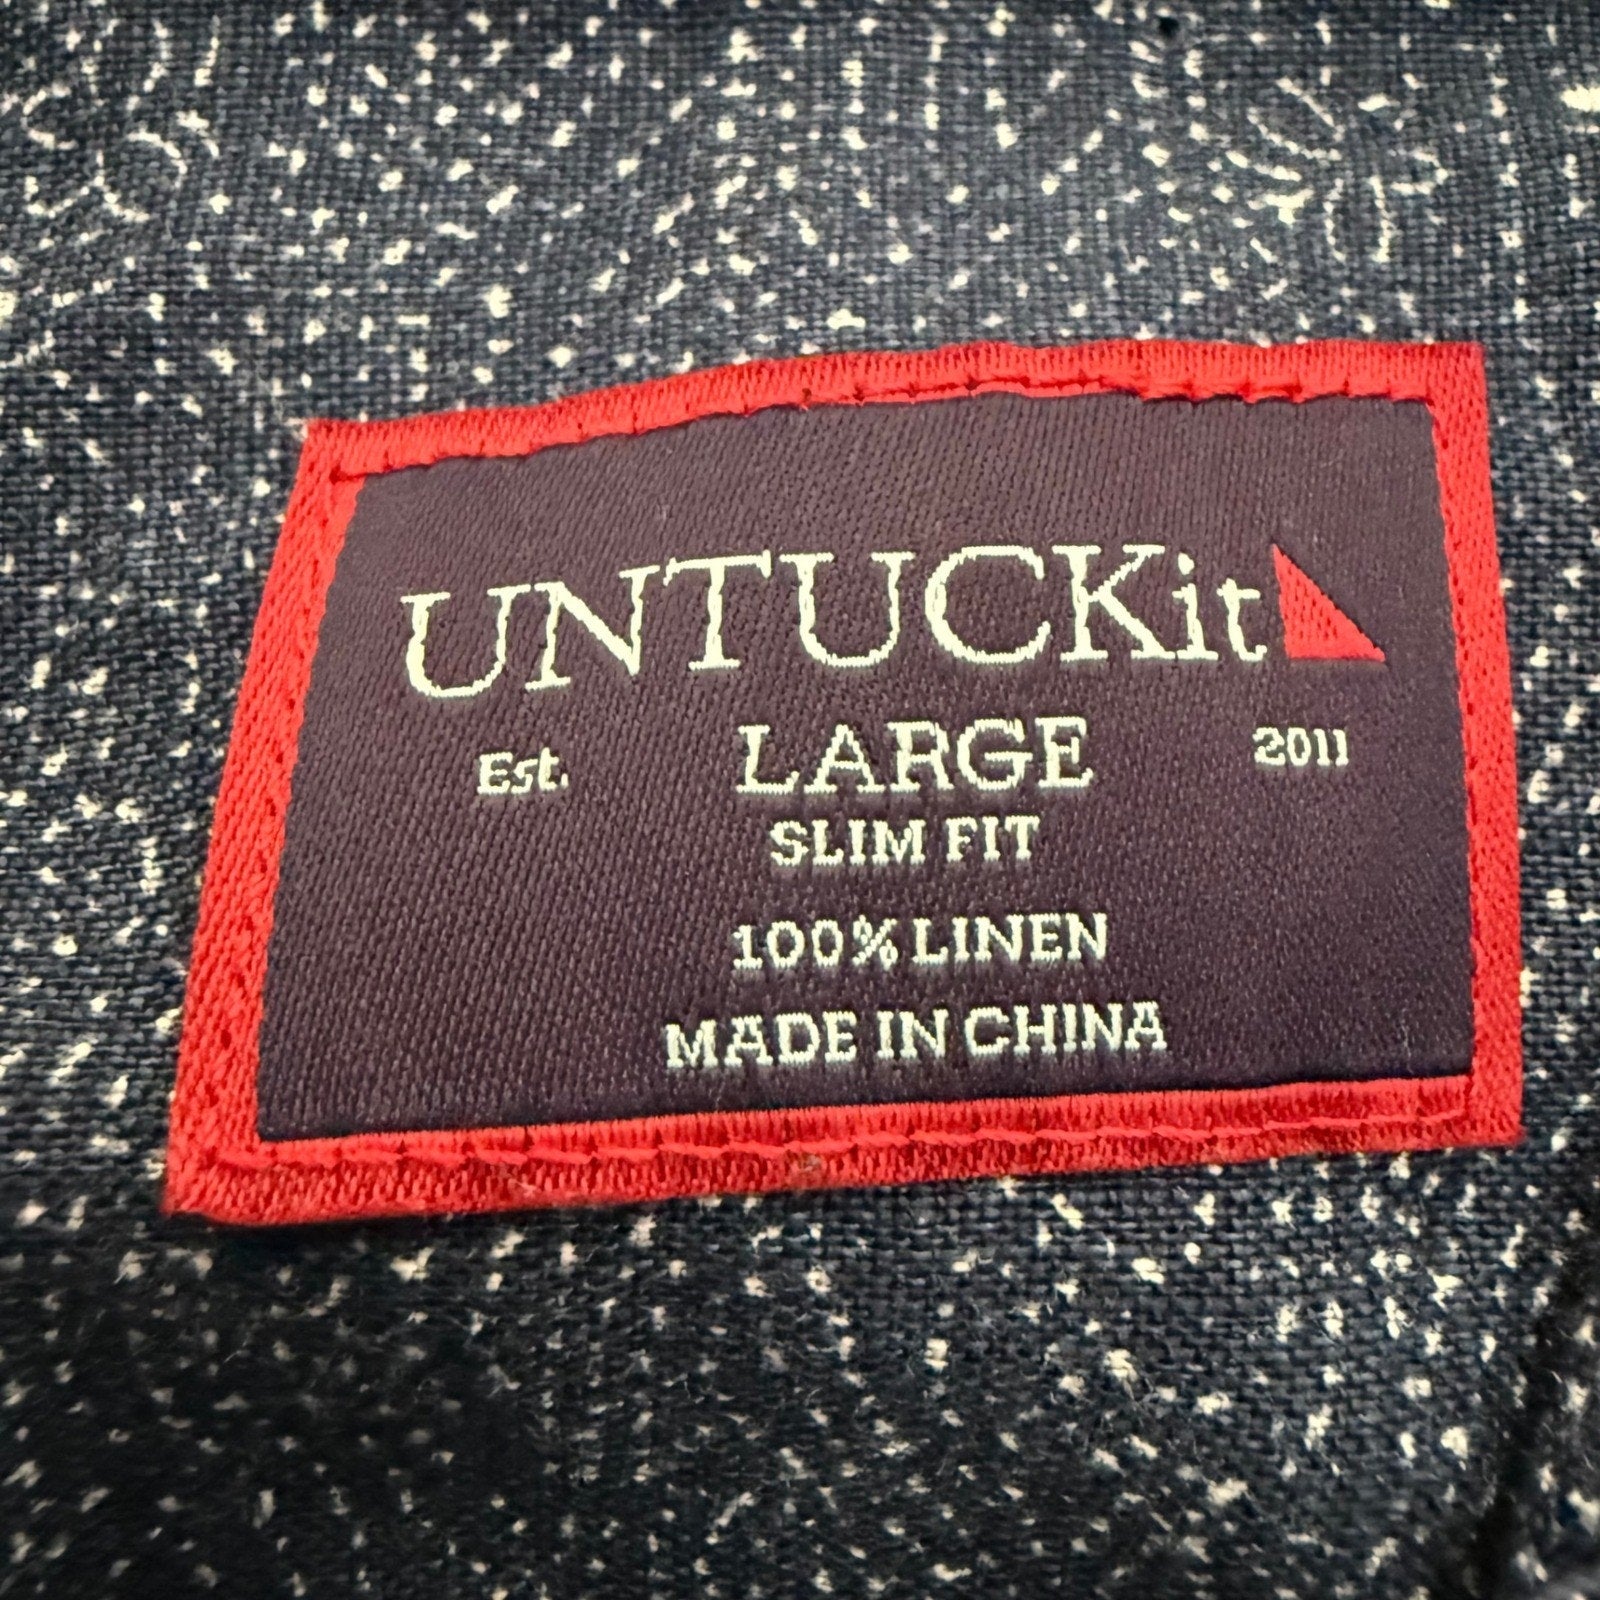 UNTUCKit
Est. LARGE 2011
SLIM FIT
100% LINEN
MADE IN CHINA